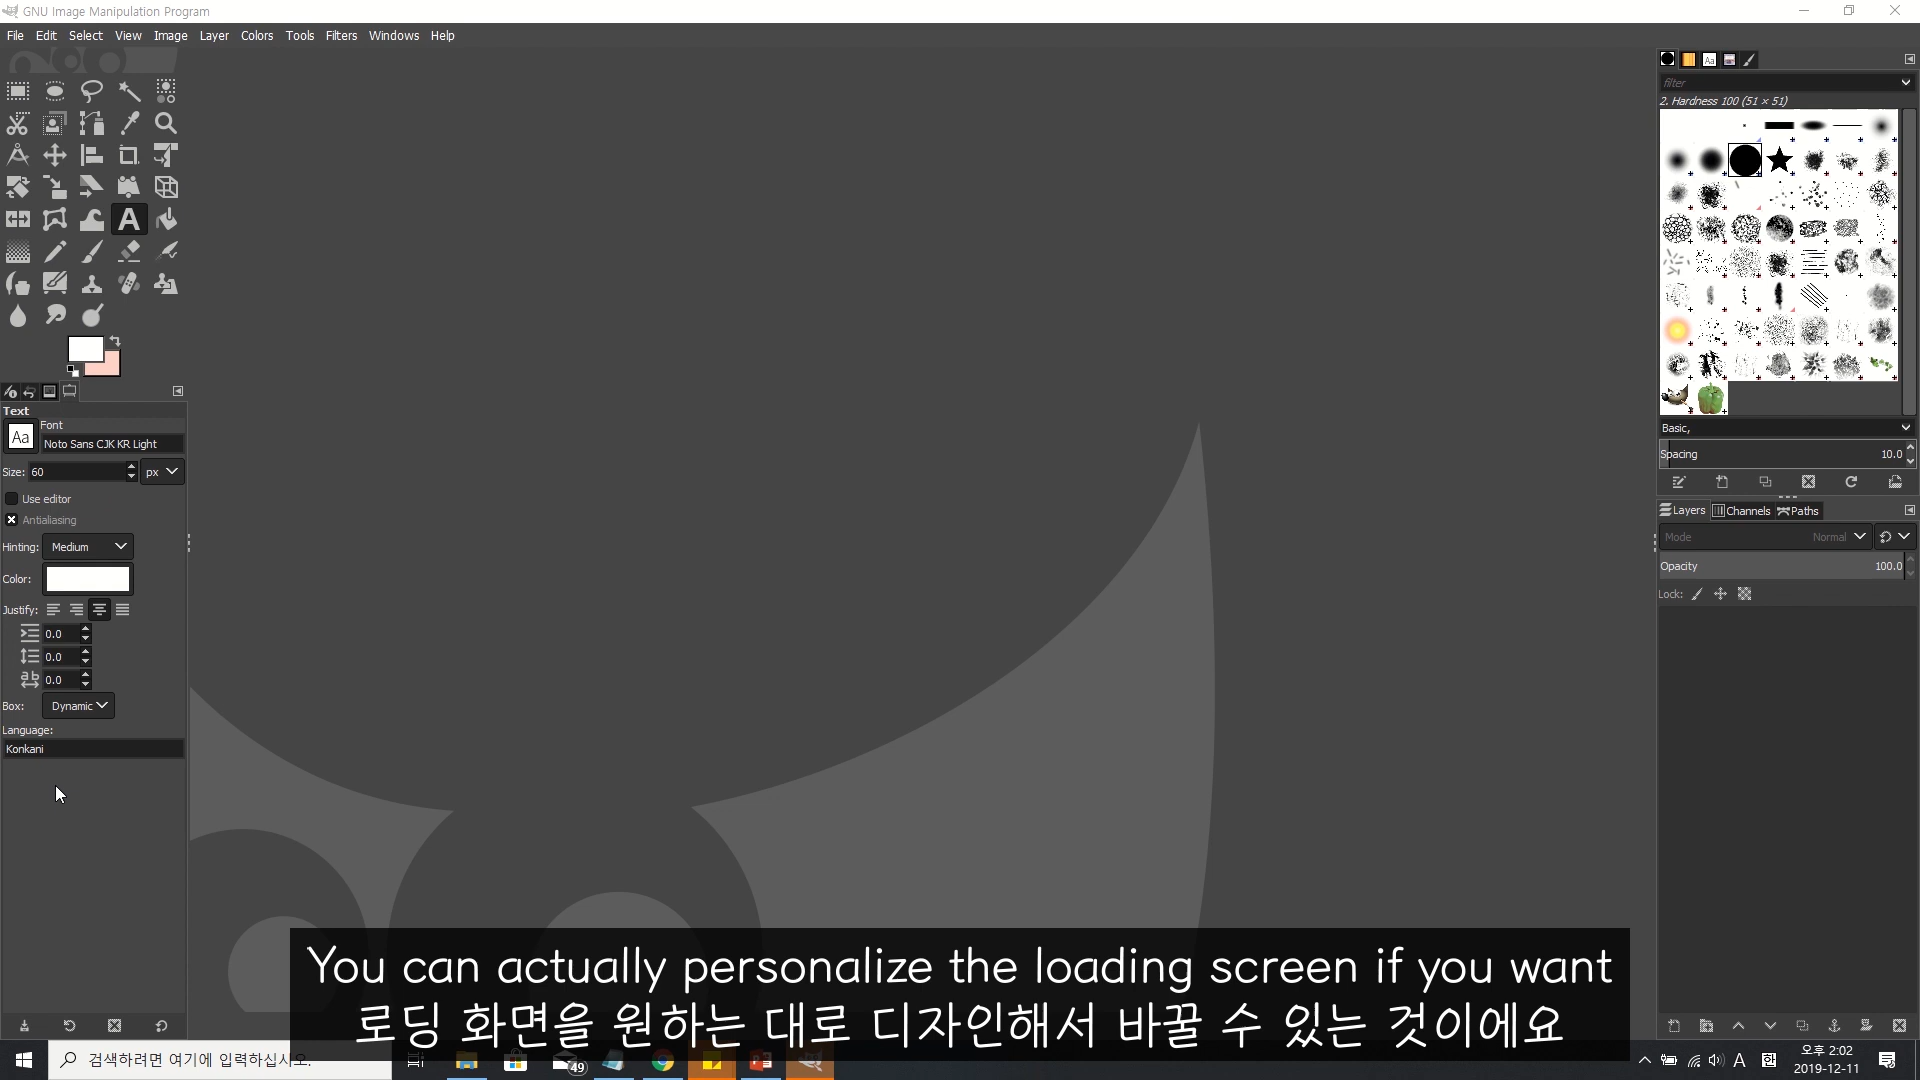 GNU Image Manipulation Program
File Edit Select View Image Layer Colors Tools Filters Windows Help
filter
2. Hardness 100 (51 × 51)
Basic,
Spacing 10.0
Layers Channels Paths
Mode Normal
Opacity 100.0
Lock:
Text
Aa
Font
Noto Sans CJK KR Light
Size: 60 px
Use editor
Antialiasing
Hinting: Medium
Color:
Justify:
0.0
0.0
0.0
Box: Dynamic
Language:
Konkani
You can actually personalize the loading screen if you want
로딩 화면을 원하는 대로 디자인해서 바꿀 수 있는 것이에요
검색하려면 여기에 입력하십시오.
49
A
오후 2:02
2019-12-11